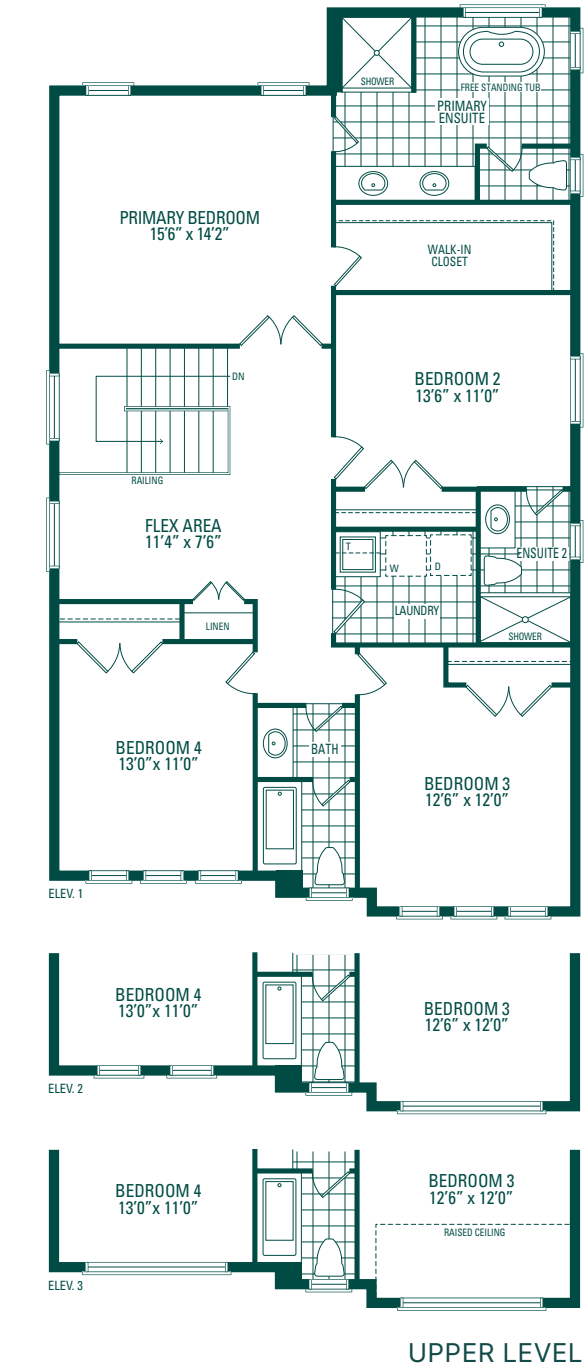 SHOWER
FREE STANDING TUB
PRIMARY
ENSUITE
PRIMARY BEDROOM
15'6" x 14'2"
WALK-IN
CLOSET
DN
BEDROOM 2
13'6" x 11'0"
RAILING
FLEX AREA
11'4" x 7'6"
T
W
D
ENSUITE 2
LAUNDRY
LINEN
SHOWER
BEDROOM 4
13'0"x 11'0"
BATH
BEDROOM 3
12'6" x 12'0"
ELEV. 1
BEDROOM 4
13'0"x 11'0"
BEDROOM 3
12'6" x 12'0"
ELEV. 2
BEDROOM 4
13'0"x 11'0"
BEDROOM 3
12'6" x 12'0"
RAISED CEILING
ELEV. 3
UPPER LEVEL